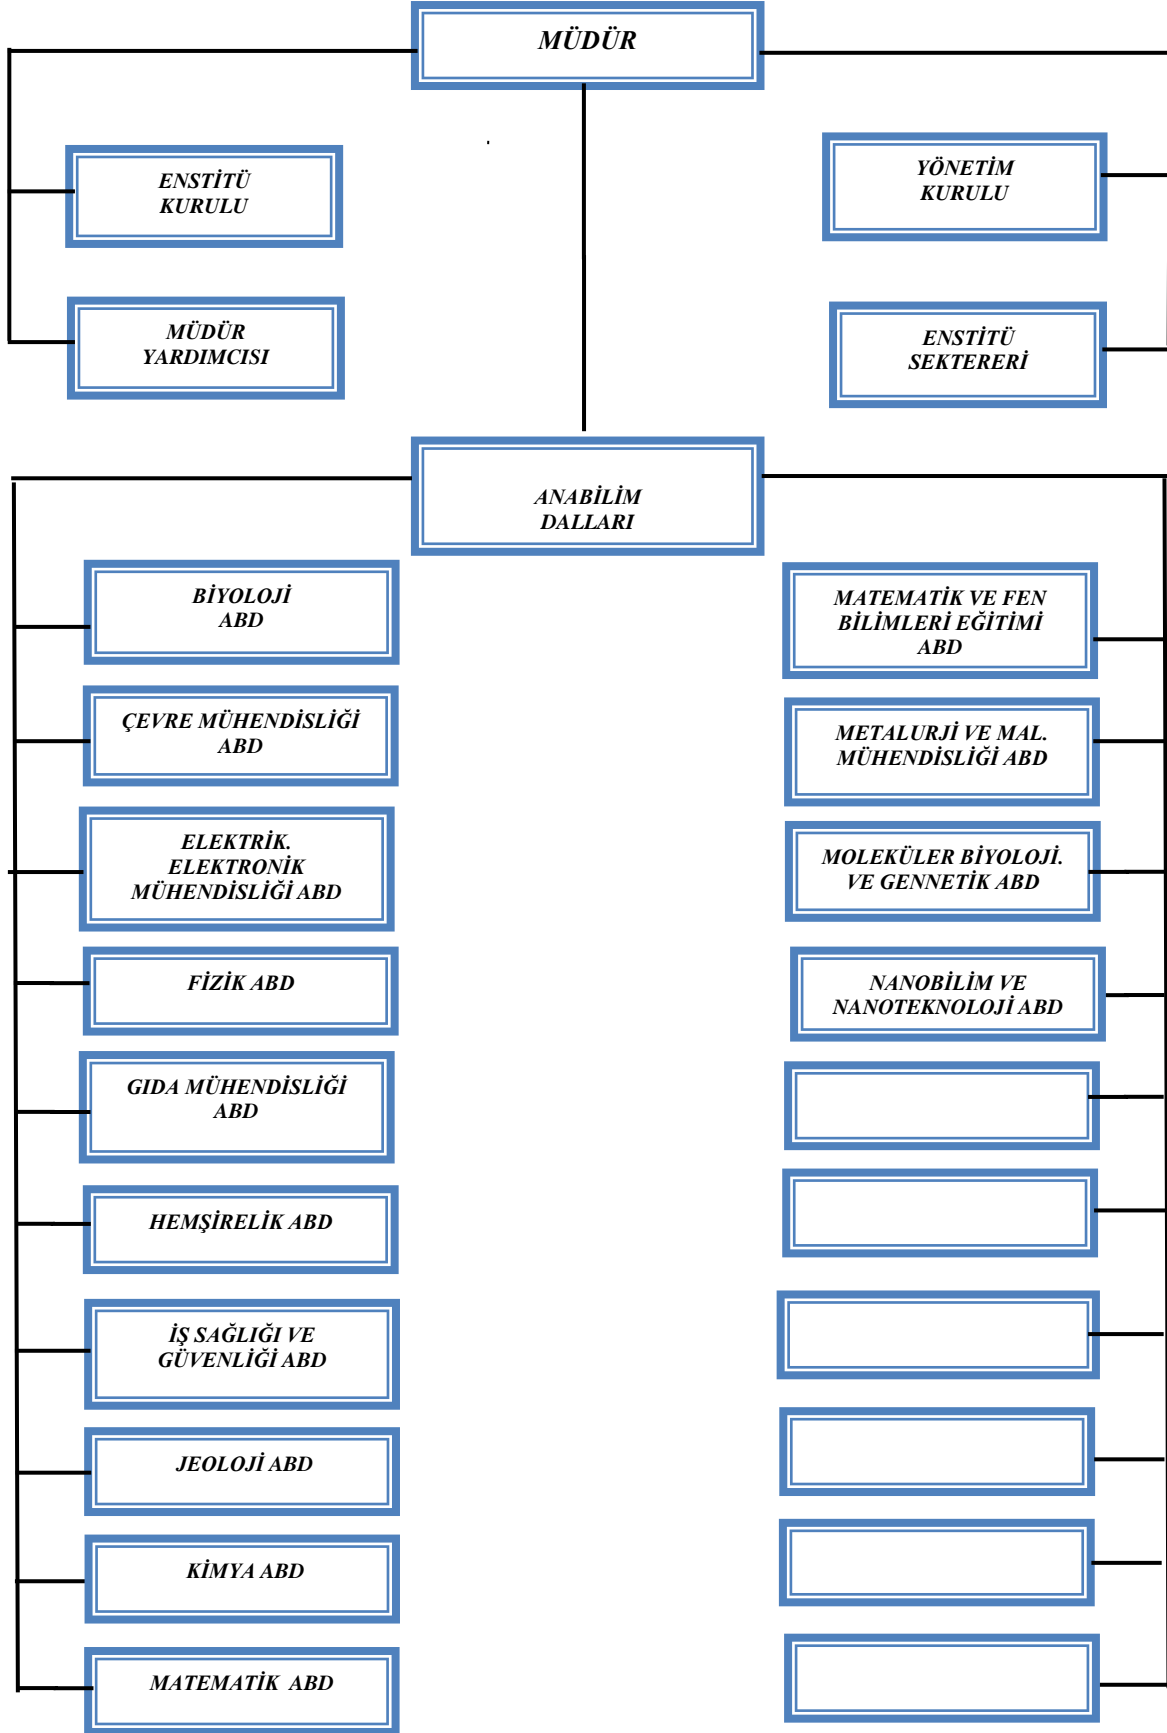 MÜDÜR
ENSTİTÜ
KURULU
YÖNETİM
KURULU
MÜDÜR
YARDIMCISI
ENSTİTÜ
SEKTERERİ
ANABİLİM
DALLARI
BİYOLOJİ
ABD
ÇEVRE MÜHENDİSLİĞİ
ABD
ELEKTRİK.
ELEKTRONİK
MÜHENDİSLİĞİ ABD
FİZİK ABD
GIDA MÜHENDİSLİĞİ
ABD
HEMŞİRELİK ABD
İŞ SAĞLIĞI VE
GÜVENLİĞİ ABD
JEOLOJİ ABD
KİMYA ABD
MATEMATİK ABD
MATEMATİK VE FEN
BİLİMLERİ EĞİTİMİ
ABD
METALURJİ VE MAL.
MÜHENDİSLİĞİ ABD
MOLEKÜLER BİYOLOJİ.
VE GENNETİK ABD
NANOBİLİM VE
NANOTEKNOLOJİ ABD